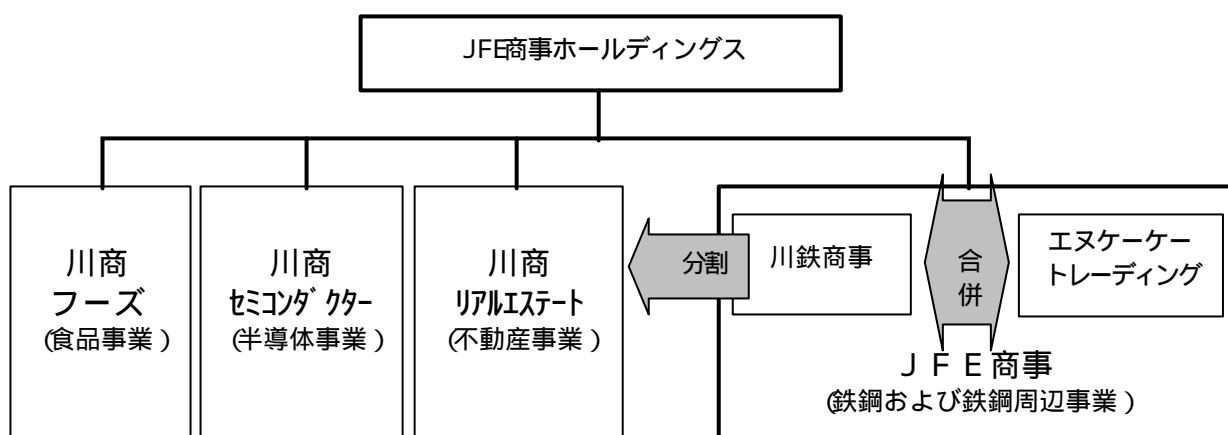 JFE商事ホールディングス
川商
フーズ
(食品事業)
川商
セミコンダクター
(半導体事業)
川商
リアルエステート
(不動産事業)
分割
川鉄商事
合
併
エヌケーケー
トレーディング
JFE商事
(鉄鋼および鉄鋼周辺事業)